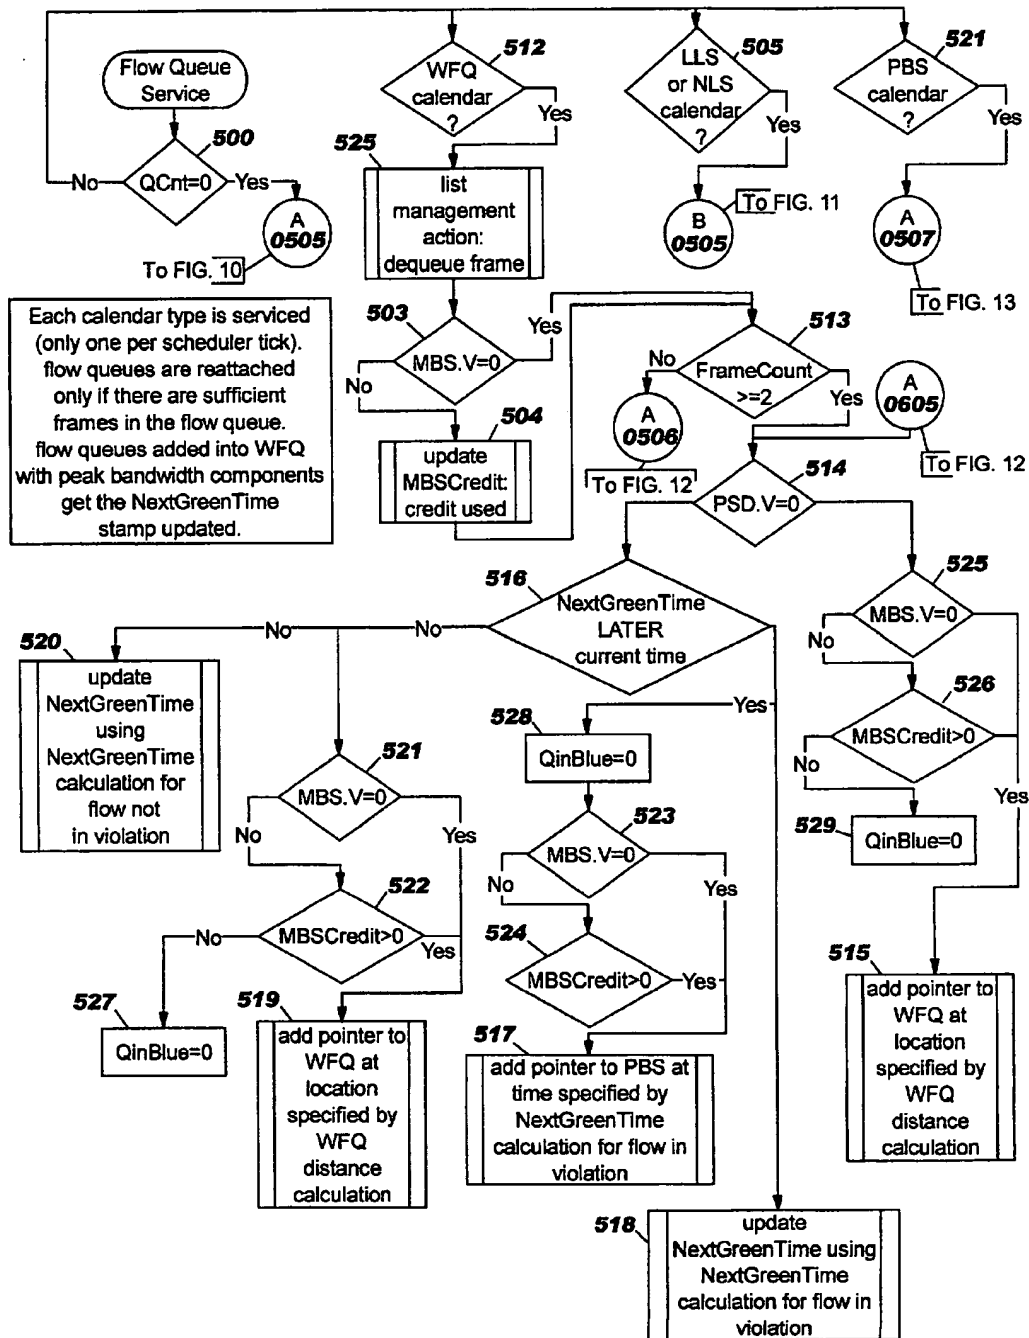 Flow Queue
Service
500
QCnt=0
No
Yes
A
0505
To FIG. 10
512
WFQ
calendar
?
Yes
525
list
management
action:
dequeue frame
505
LLS
or NLS
calendar
?
Yes
B
0505
To FIG. 11
521
PBS
calendar
?
Yes
A
0507
To FIG. 13
Each calendar type is serviced
(only one per scheduler tick).
flow queues are reattached
only if there are sufficient
frames in the flow queue.
flow queues added into WFQ
with peak bandwidth components
get the NextGreenTime
stamp updated.
503
MBS.V=0
Yes
No
504
update
MBSCredit:
credit used
513
FrameCount
>=2
No
Yes
A
0506
To FIG. 12
A
0605
To FIG. 12
514
PSD.V=0
516
NextGreenTime
LATER
current time
No
No
Yes
520
update
NextGreenTime
using
NextGreenTime
calculation for
flow not
in violation
521
MBS.V=0
No
Yes
522
MBSCredit>0
No
Yes
527
QinBlue=0
519
add pointer to
WFQ at
location
specified by
WFQ
distance
calculation
528
QinBlue=0
523
MBS.V=0
No
Yes
524
MBSCredit>0
Yes
517
add pointer to PBS at
time specified by
NextGreenTime
calculation for flow in
violation
525
MBS.V=0
No
526
MBSCredit>0
No
Yes
529
QinBlue=0
515
add pointer to
WFQ at
location
specified by
WFQ
distance
calculation
518
update
NextGreenTime using
NextGreenTime
calculation for flow in
violation